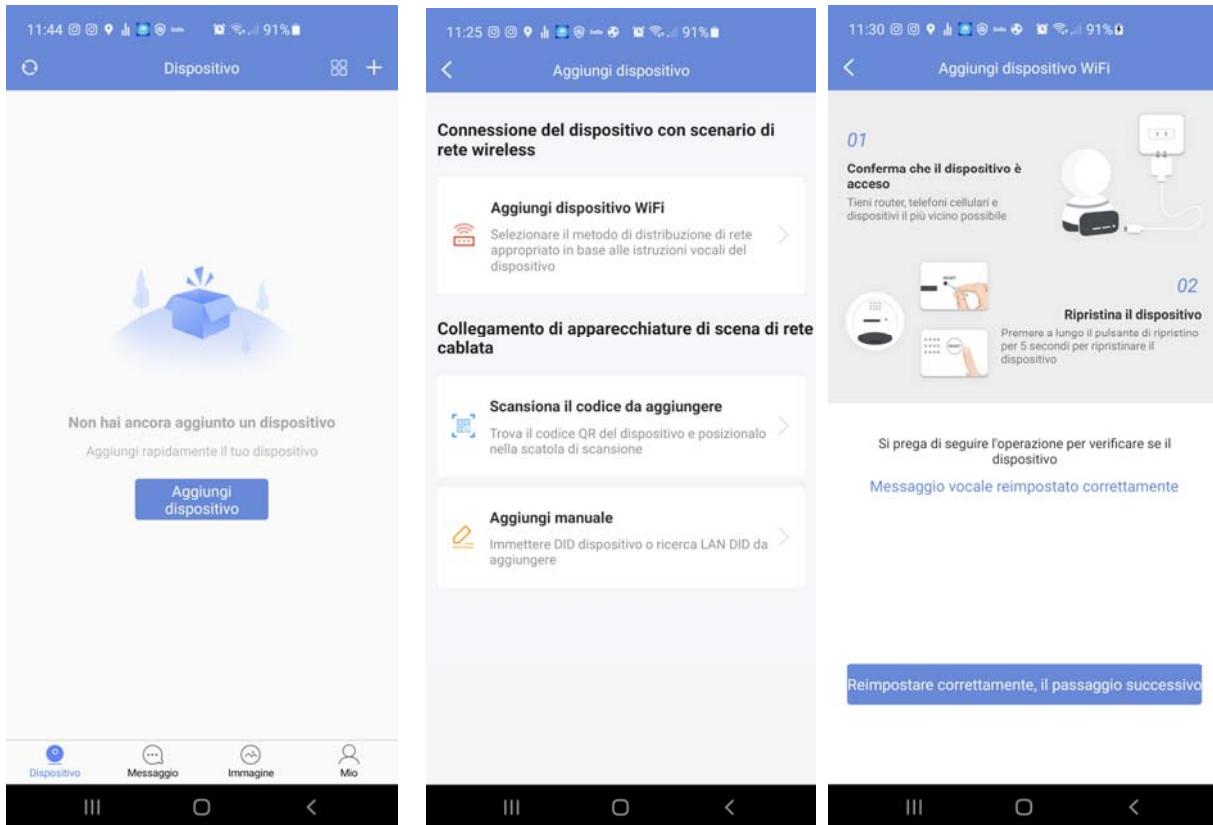 11:44
91%
Dispositivo
Non hai ancora aggiunto un dispositivo
Aggiungi rapidamente il tuo dispositivo
Aggiungi
dispositivo
Dispositivo
Messaggio
Immagine
Mio
11:25
91%
Aggiungi dispositivo
Connessione del dispositivo con scenario di
rete wireless
Aggiungi dispositivo WiFi
Selezionare il metodo di distribuzione di rete
appropriato in base alle istruzioni vocali del
dispositivo
Collegamento di apparecchiature di scena di rete
cablata
Scansiona il codice da aggiungere
Trova il codice QR del dispositivo e posizionalo
nella scatola di scansione
Aggiungi manuale
Immettere DID dispositivo o ricerca LAN DID da
aggiungere
11:30
91%
Aggiungi dispositivo WiFi
01
Conferma che il dispositivo è
acceso
Tieni router, telefoni cellulari e
dispositivi il più vicino possibile
RESET
RESET
02
Ripristina il dispositivo
Premere a lungo il pulsante di ripristino
per 5 secondi per ripristinare il
dispositivo
Si prega di seguire l'operazione per verificare se il
dispositivo
Messaggio vocale reimpostato correttamente
Reimpostare correttamente, il passaggio successivo